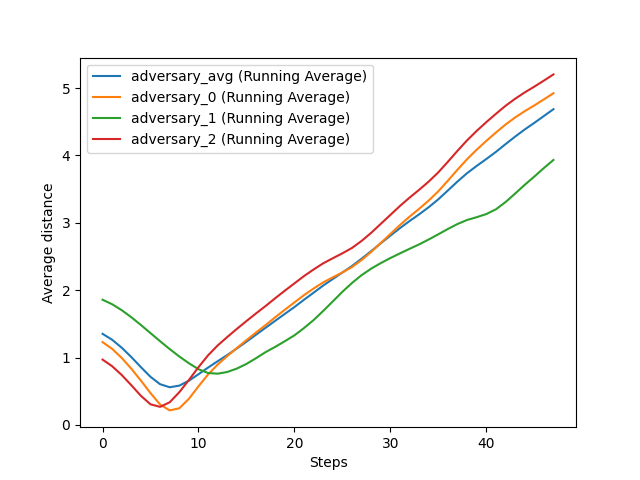 adversary_avg (Running Average)
adversary_0 (Running Average)
adversary_1 (Running Average)
adversary_2 (Running Average)
Average distance
5
4
3
2
1
0
0 10 20 30 40
Steps